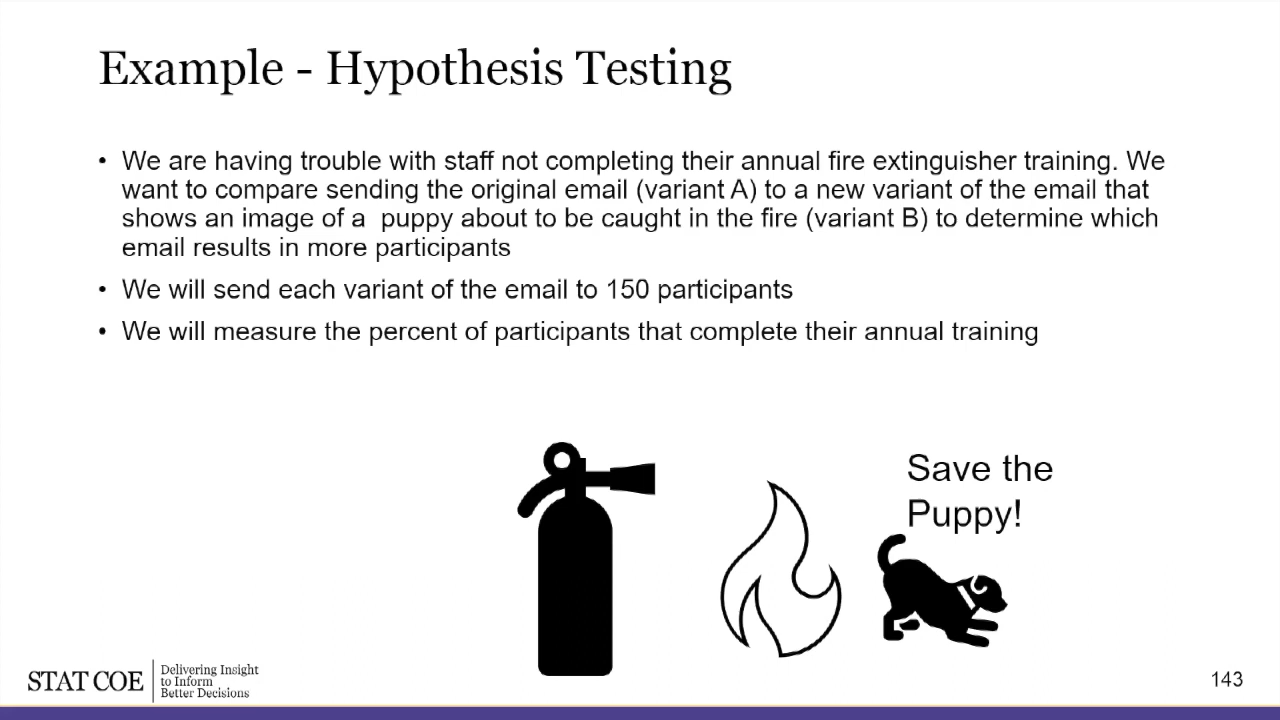 Example - Hypothesis Testing
• We are having trouble with staff not completing their annual fire extinguisher training. We
want to compare sending the original email (variant A) to a new variant of the email that
shows an image of a  puppy about to be caught in the fire (variant B) to determine which
email results in more participants
• We will send each variant of the email to 150 participants
• We will measure the percent of participants that complete their annual training
Save the
Puppy!
STAT COE
Delivering Insight
to Inform
Better Decisions
143